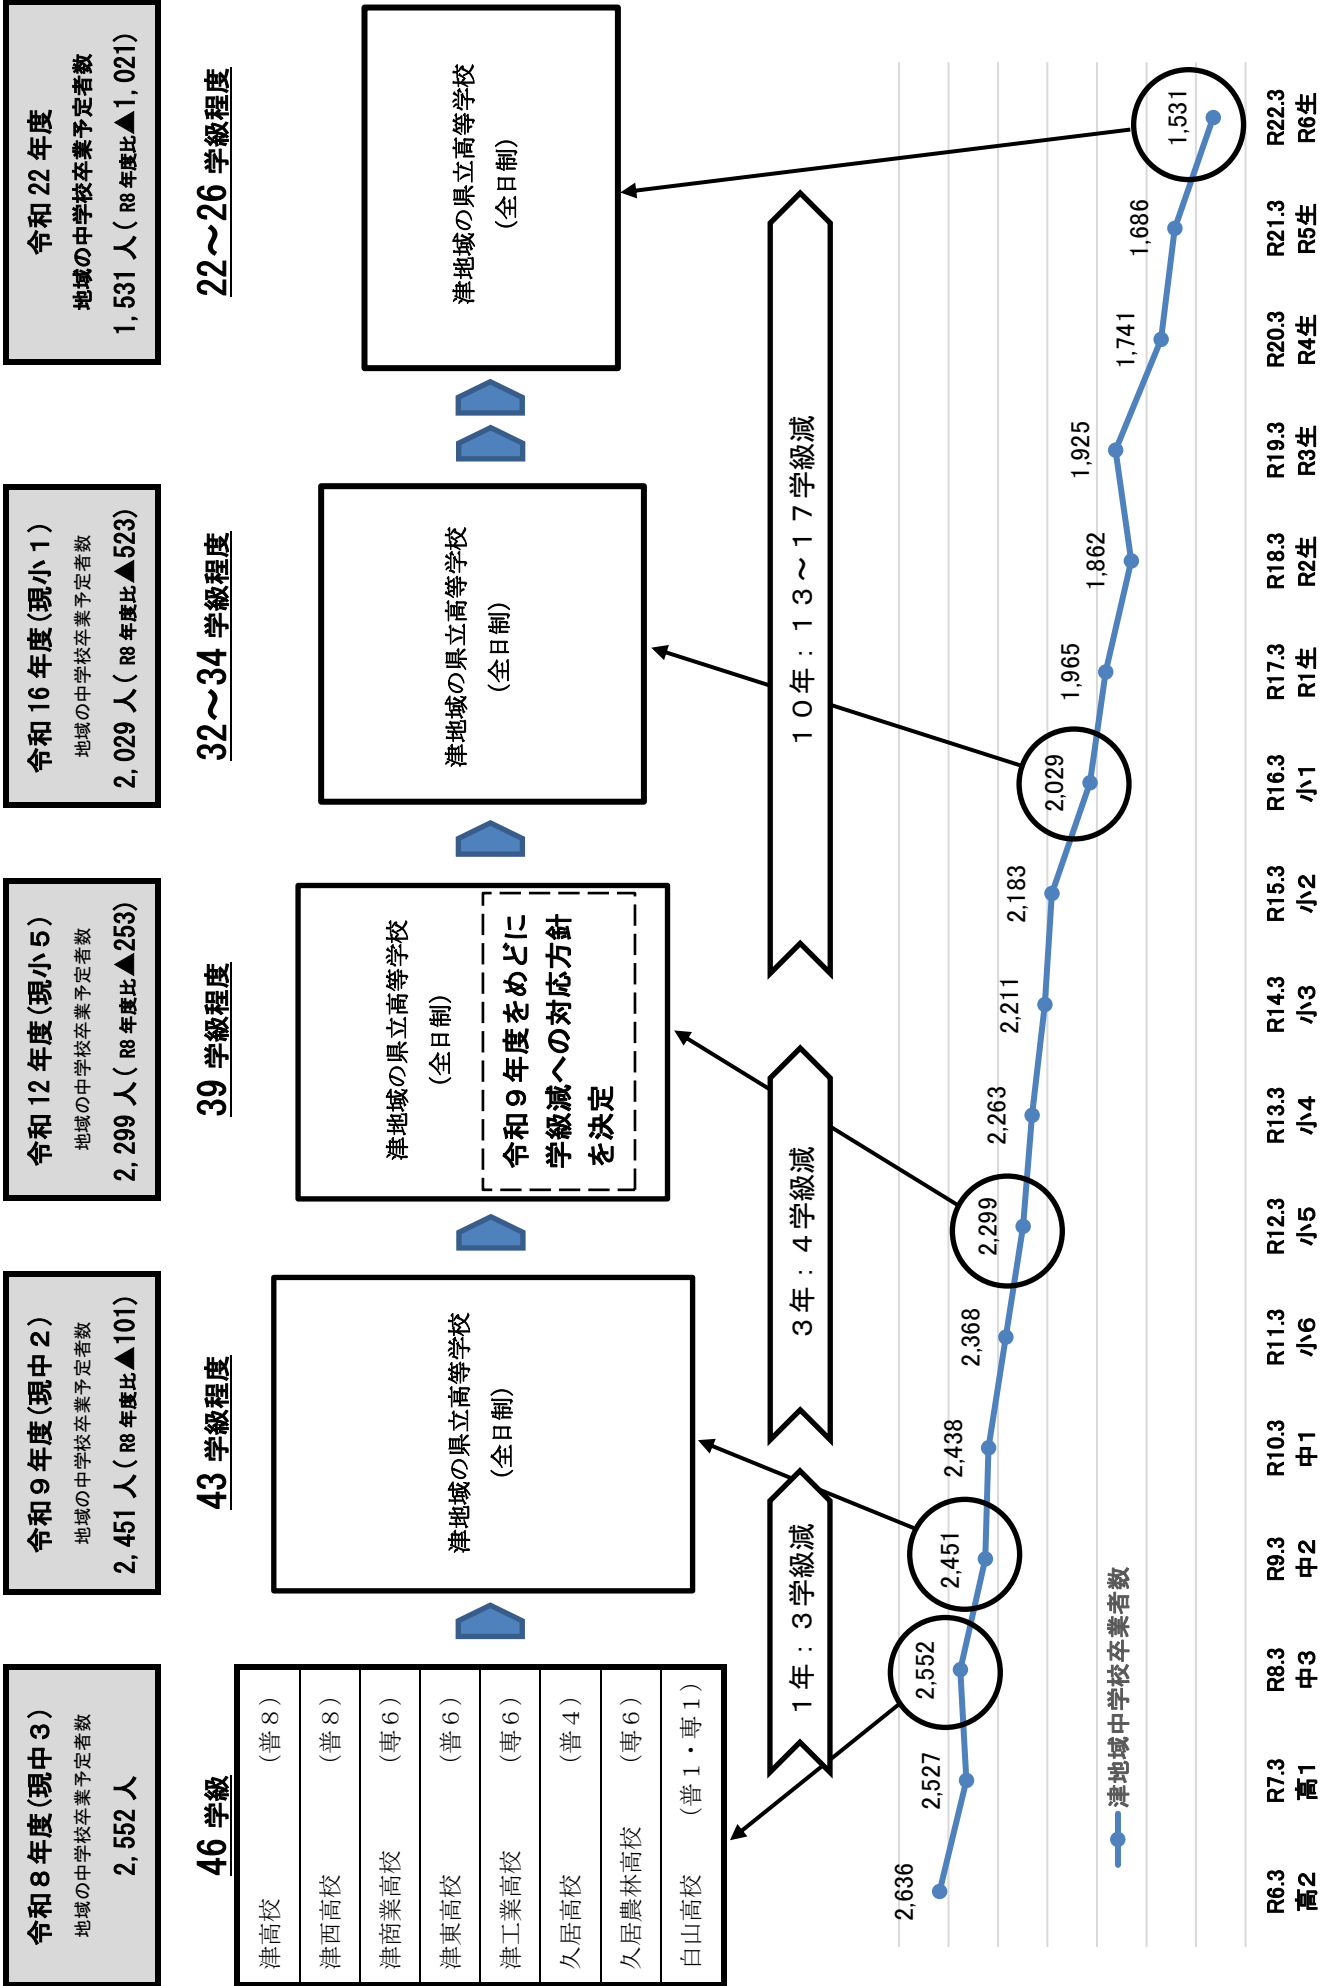 令和８年度(現中３)
地域の中学校卒業予定者数
2,552 人
令和９年度(現中２)
地域の中学校卒業予定者数
2,451 人( R8 年度比▲101)
令和 12 年度(現小５)
地域の中学校卒業予定者数
2,299 人( R8 年度比▲253)
令和 16 年度(現小１)
地域の中学校卒業予定者数
2,029 人( R8 年度比▲523)
令和 22 年度
地域の中学校卒業予定者数
1,531 人( R8 年度比▲1,021)
46 学級
43 学級程度
39 学級程度
32～34 学級程度
22～26 学級程度
津高校 （普８）
津西高校 （普８）
津商業高校 （専６）
津東高校 （普６）
津工業高校 （専６）
久居高校 （普４）
久居農林高校 （専６）
白山高校 （普１・専１）
津地域の県立高等学校
(全日制)
津地域の県立高等学校
(全日制)
令和９年度をめどに
学級減への対応方針
を決定
津地域の県立高等学校
(全日制)
津地域の県立高等学校
(全日制)
１年：３学級減
３年：４学級減
１０年：１３～１７学級減
2,636
2,527
2,552
2,451
2,438
2,368
2,299
2,263
2,211
2,183
2,029
1,965
1,862
1,925
1,741
1,686
1,531
津地域中学校卒業者数
R6.3 R7.3 R8.3 R9.3 R10.3 R11.3 R12.3 R13.3 R14.3 R15.3 R16.3 R17.3 R18.3 R19.3 R20.3 R21.3 R22.3
高2 高1 中3 中2 中1 小6 小5 小4 小3 小2 小1 R1生 R2生 R3生 R4生 R5生 R6生